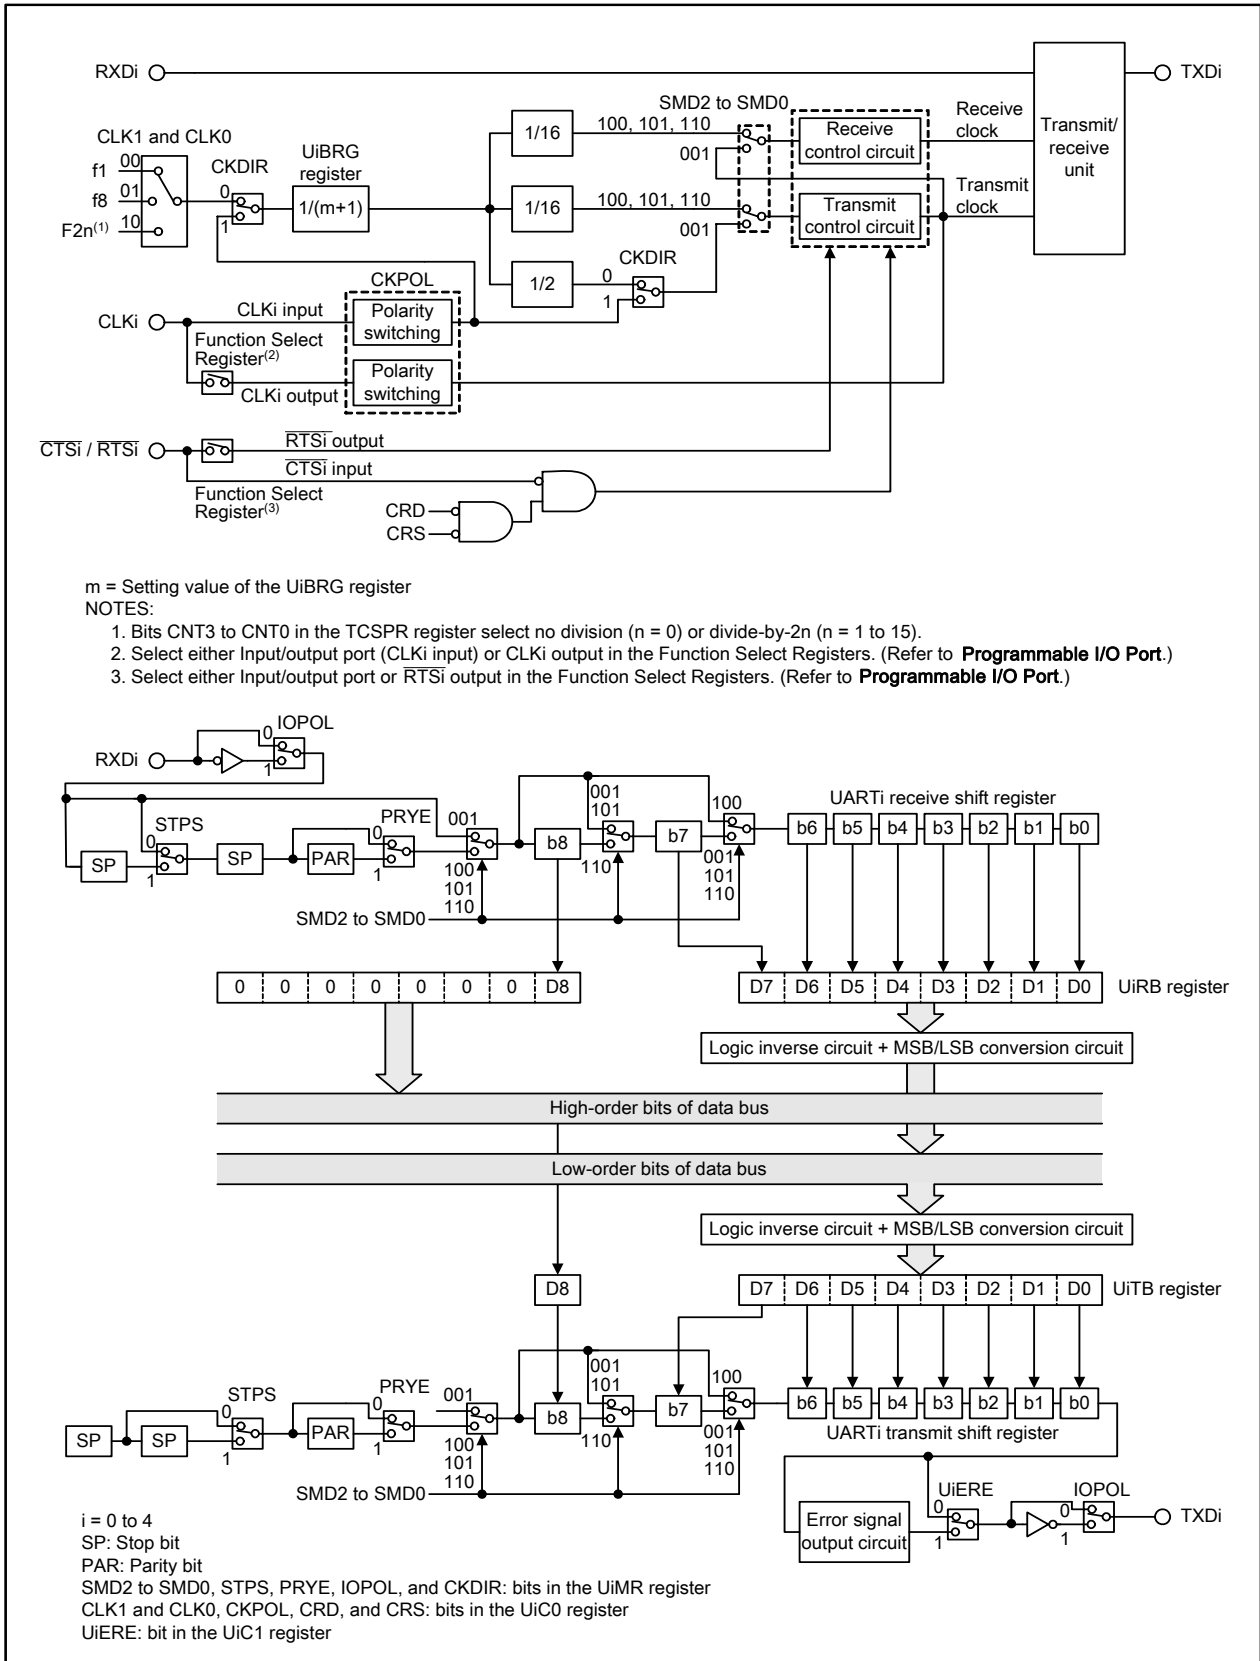 RXDi
TXDi
SMD2 to SMD0
CLK1 and CLK0
f1
00
f8
01
F2n(1)
10
CKDIR
0
1
UiBRG
register
1/(m+1)
1/16
100, 101, 110
001
Receive
control circuit
Receive
clock
Transmit/
receive
unit
1/16
100, 101, 110
001
Transmit
control circuit
Transmit
clock
1/2
0
1
CKDIR
CKPOL
CLKi
CLKi input
Polarity
switching
Function Select
Register(2)
CLKi output
Polarity
switching
CTSi / RTSi
RTSi output
CTSi input
Function Select
Register(3)
CRD
CRS
m = Setting value of the UiBRG register
NOTES:
1. Bits CNT3 to CNT0 in the TCSPR register select no division (n = 0) or divide-by-2n (n = 1 to 15).
2. Select either Input/output port (CLKi input) or CLKi output in the Function Select Registers. (Refer to Programmable I/O Port.)
3. Select either Input/output port or RTSi output in the Function Select Registers. (Refer to Programmable I/O Port.)
RXDi
IOPOL
0
1
STPS
0
1
SP
SP
PAR
PRYE
0
1
001
100
101
110
b8
001
101
110
b7
100
001
101
110
UARTi receive shift register
b6 b5 b4 b3 b2 b1 b0
SMD2 to SMD0
0 0 0 0 0 0 0 D8
D7 D6 D5 D4 D3 D2 D1 D0
UiRB register
Logic inverse circuit + MSB/LSB conversion circuit
High-order bits of data bus
Low-order bits of data bus
Logic inverse circuit + MSB/LSB conversion circuit
D8
D7 D6 D5 D4 D3 D2 D1 D0
UiTB register
SP
SP
STPS
0
1
PAR
PRYE
0
1
001
100
101
110
b8
001
101
110
b7
100
001
101
110
b6 b5 b4 b3 b2 b1 b0
UARTi transmit shift register
SMD2 to SMD0
Error signal
output circuit
UiERE
0
1
IOPOL
0
1
TXDi
i = 0 to 4
SP: Stop bit
PAR: Parity bit
SMD2 to SMD0, STPS, PRYE, IOPOL, and CKDIR: bits in the UiMR register
CLK1 and CLK0, CKPOL, CRD, and CRS: bits in the UiC0 register
UiERE: bit in the UiC1 register